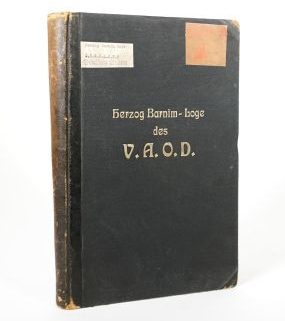 Herzog Barnim-Loge
des
V. A. O. D.